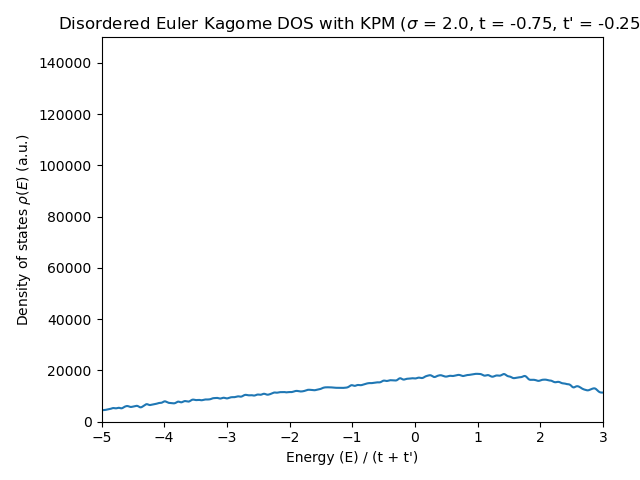 Disordered Euler Kagome DOS with KPM (σ = 2.0, t = -0.75, t' = -0.25
140000
120000
100000
80000
60000
40000
20000
0
Density of states ρ(E) (a.u.)
−5 −4 −3 −2 −1 0 1 2 3
Energy (E) / (t + t')